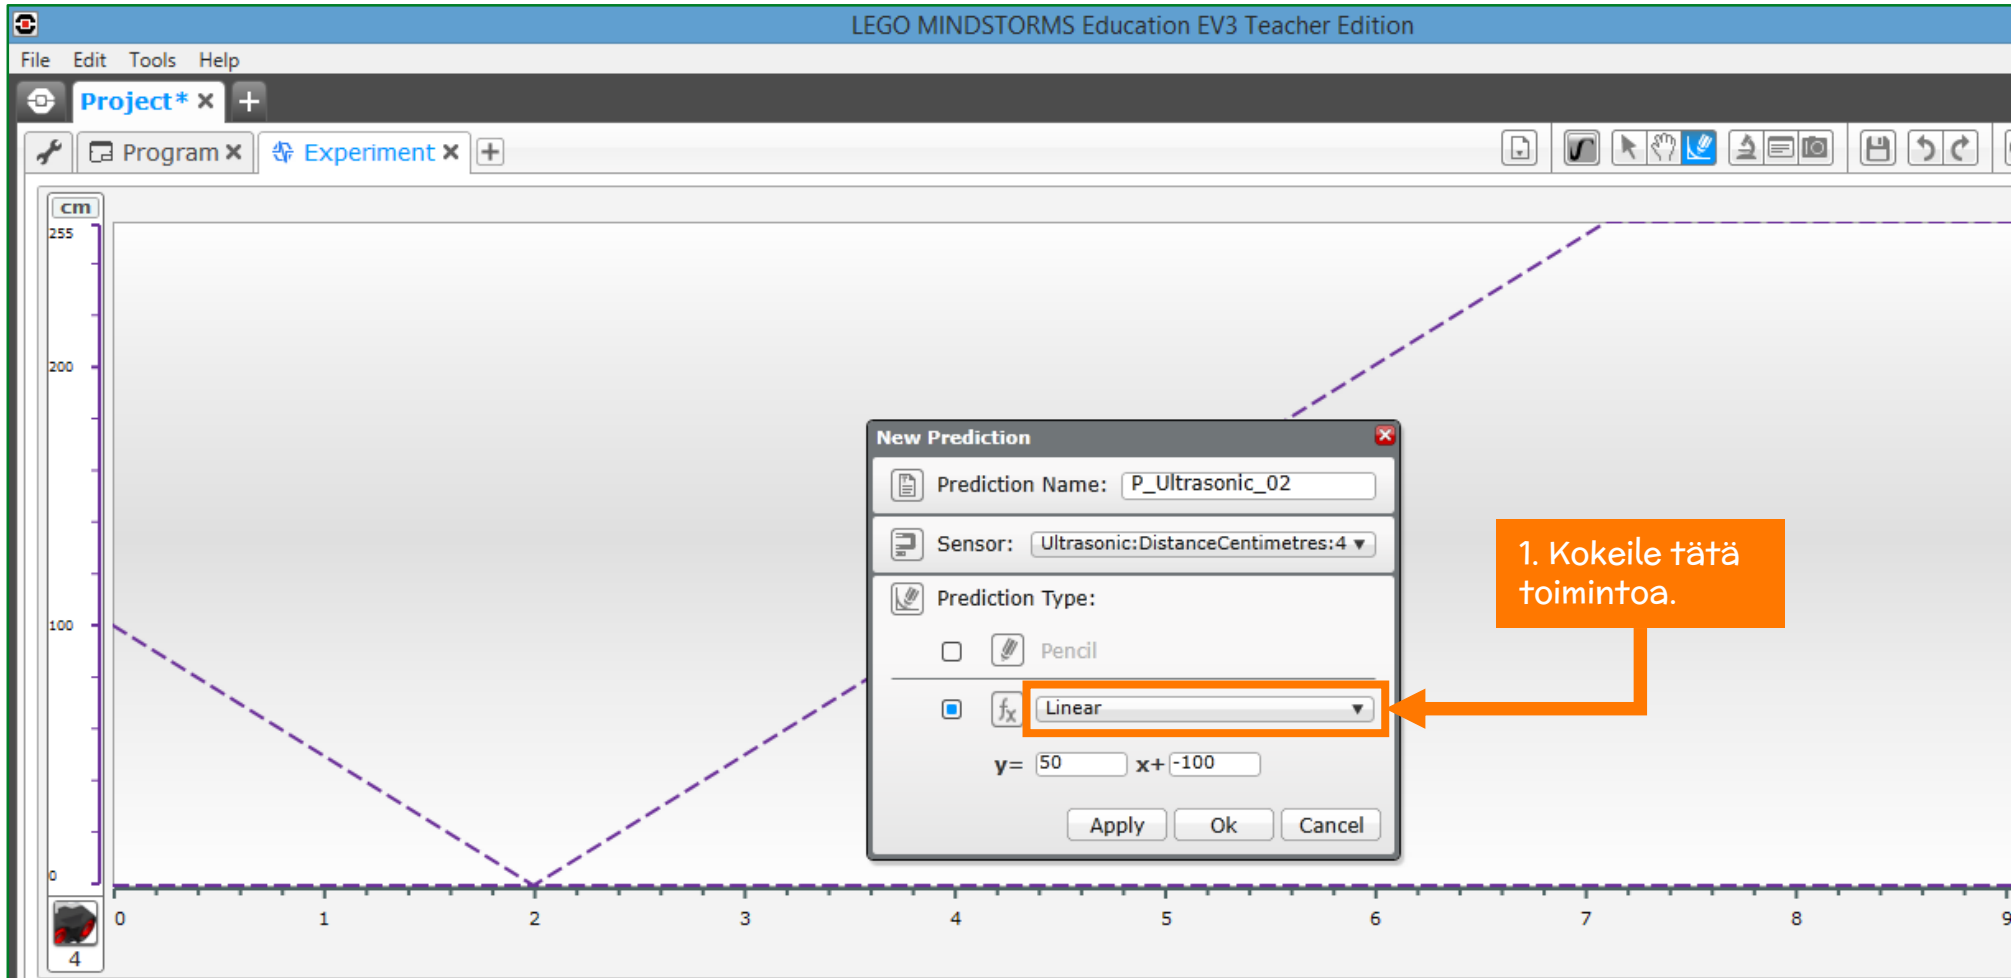 LEGO MINDSTORMS Education EV3 Teacher Edition
File Edit Tools Help
Project*
Program Experiment
cm
255
200
100
0
New Prediction
Prediction Name: P_Ultrasonic_02
Sensor: Ultrasonic:DistanceCentimetres:4
Prediction Type:
Pencil
fx Linear
y= 50 x+ -100
Apply Ok Cancel
1. Kokeile tätä
toimintoa.
0 1 2 3 4 5 6 7 8 9
4